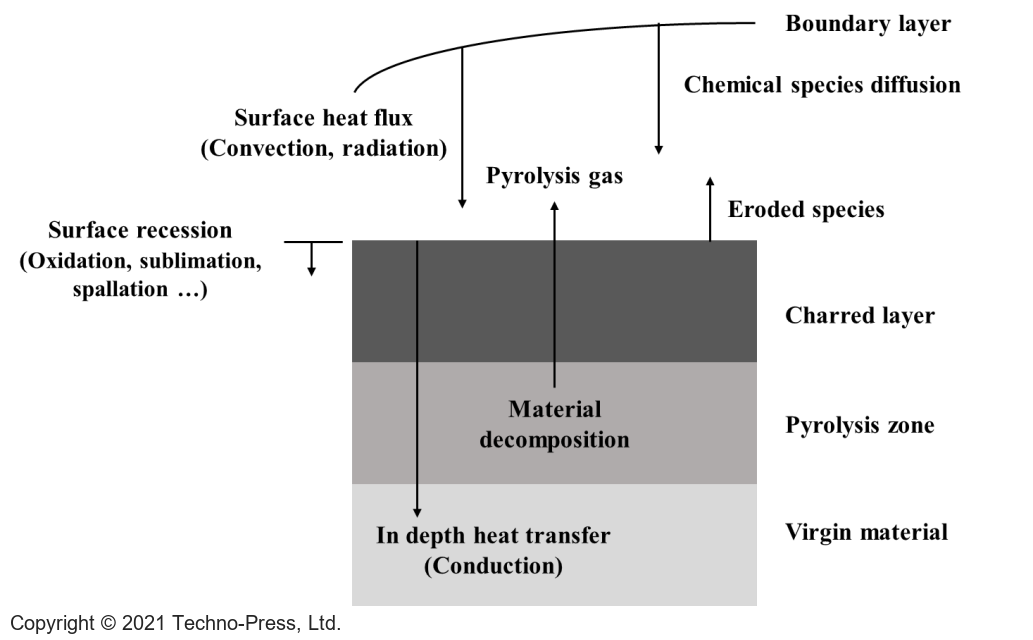 Boundary layer
Chemical species diffusion
Surface heat flux
(Convection, radiation)
Pyrolysis gas
Eroded species
Surface recession
(Oxidation, sublimation,
spallation …)
Charred layer
Material
decomposition
Pyrolysis zone
In depth heat transfer
(Conduction)
Virgin material
Copyright © 2021 Techno-Press, Ltd.